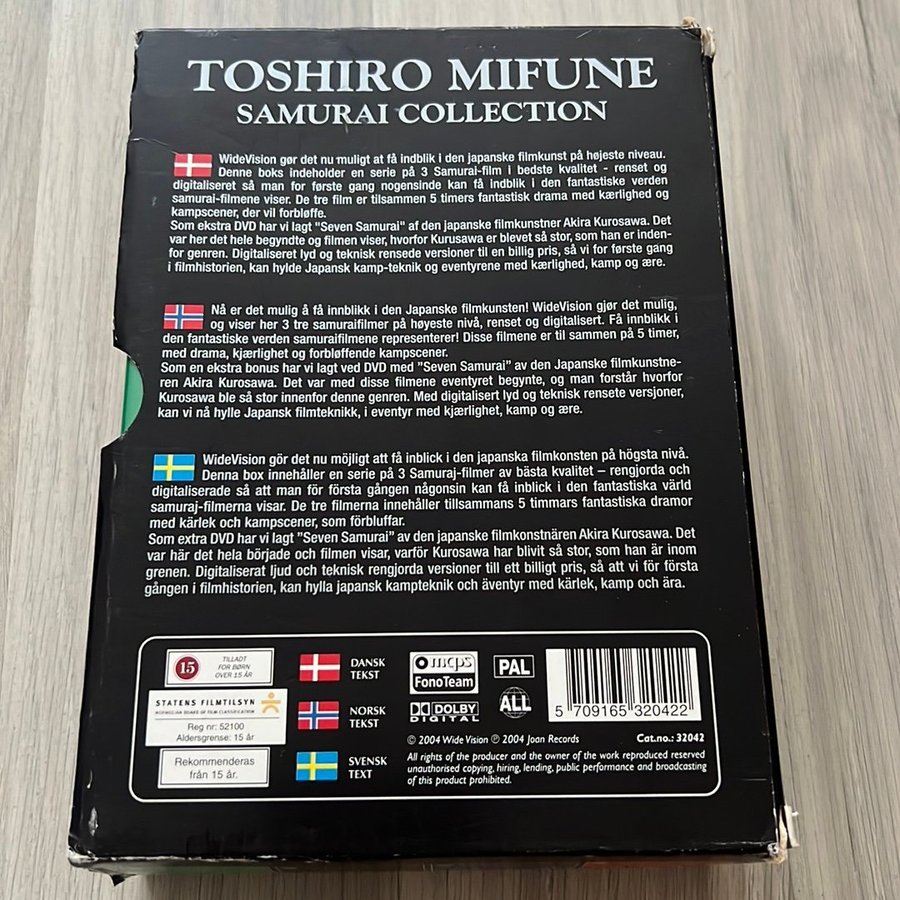 TOSHIRO MIFUNE
SAMURAI COLLECTION
WideVision gør det nu muligt at få indblik i den japanske filmkunst på højeste niveau.
Denne boks indeholder en serie på 3 Samurai-film i bedste kvalitet - renset og
digitaliseret så man for første gang nogensinde kan få indblik i den fantastiske verden
samurai-filmene viser. De tre film er tilsammen 5 timers fantastisk drama med kærlighed og
kampscener, der vil forbløffe.
Som ekstra DVD har vi lagt "Seven Samurai" af den japanske filmkunstner Akira Kurosawa. Det
var her det hele begyndte og filmen viser, hvorfor Kurusawa er blevet så stor, som han er inden-
for genren. Digitaliseret lyd og teknisk rensede versioner til en billig pris, så vi for første gang
i filmhistorien, kan hylde Japansk kamp-teknik og eventyrene med kærlighed, kamp og ære.
Nå er det mulig å få innblikk i den Japanske filmkunsten! WideVision gjør det mulig,
og viser her 3 tre samuraifilmer på høyeste nivå, renset og digitalisert. Få innblikk i
den fantastiske verden samuraifilmene representerer! Disse filmene er til sammen på 5 timer,
med drama, kjærlighet og forbløffende kampscener.
Som en ekstra bonus har vi lagt ved DVD med "Seven Samurai" av den Japanske filmkunstne-
ren Akira Kurosawa. Det var med disse filmene eventyret begynte, og man forstår hvorfor
Kurosawa ble så stor innenfor denne genren. Med digitalisert lyd og teknisk rensete versjoner,
kan vi nå hylle Japansk filmteknikk, i eventyr med kjærlighet, kamp og ære.
WideVision gör det nu möjligt att få inblick i den japanska filmkonsten på högsta nivå.
Denna box innehåller en serie på 3 Samuraj-filmer av bästa kvalitet – rengjorda och
digitaliserade så att man för första gången någonsin kan få inblick i den fantastiska värld
samuraj-filmerna visar. De tre filmerna innehåller tillsammans 5 timmars fantastiska dramor
med kärlek och kampscener, som förbluffar.
Som extra DVD har vi lagt "Seven Samurai" av den japanske filmkonstnären Akira Kurosawa. Det
var här det hela började och filmen visar, varför Kurosawa har blivit så stor, som han är inom
grenen. Digitaliserat ljud och teknisk rengjorda versioner till ett billigt pris, så att vi för första
gången i filmhistorien, kan hylla japansk kampteknik och äventyr med kärlek, kamp och ära.
15
TILLADT
FOR BØRN
OVER 15 ÅR
STATENS FILMTILSYN
NORWEGIAN BOARD OF FILM CLASSIFICATION
Reg nr: 52100
Aldersgrense: 15 år
Rekommenderas
från 15 år.
DANSK
TEKST
NORSK
TEKST
SVENSK
TEXT
mcps
FonoTeam
DOLBY
DIGITAL
PAL
ALL
5 709165 320422
© 2004 Wide Vision ℗ 2004 Joan Records
Cat.no.: 32042
All rights of the producer and the owner of the work reproduced reserved
unauthorised copying, hiring, lending, public performance and broadcasting
of this product prohibited.